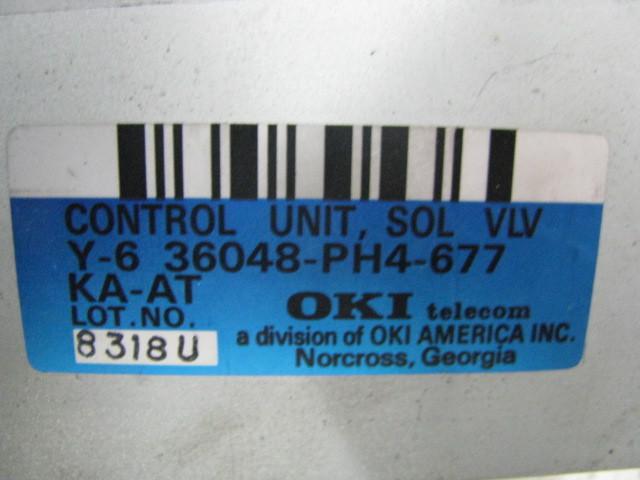 CONTROL UNIT, SOL VLV
Y-6 36048-PH4-677
KA-AT
OKI telecom
LOT.NO.
a division of OKI AMERICA INC.
8318U
Norcross, Georgia